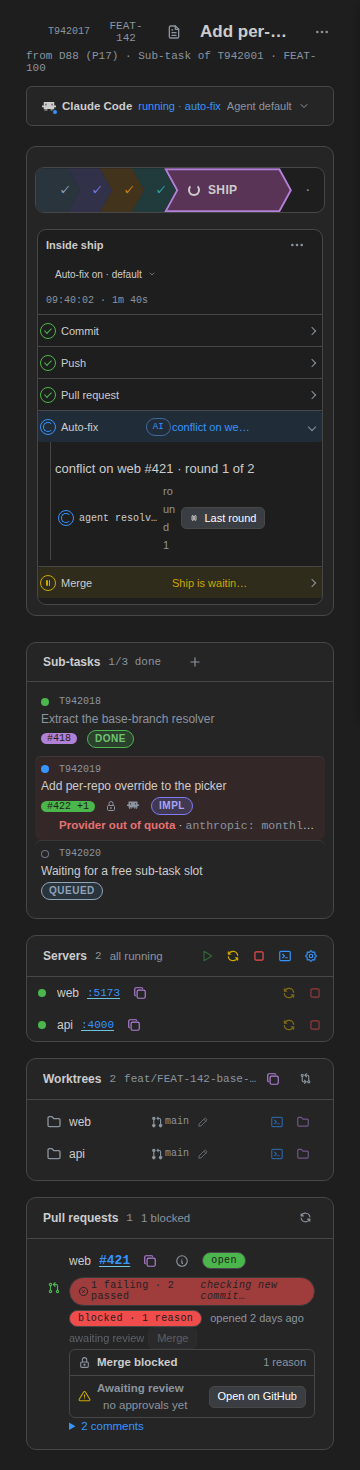 T942017 FEAT-142 Add per-…
from D88 (P17) · Sub-task of T942001 · FEAT-100
Claude Code running · auto-fix Agent default
SHIP
Inside ship
Auto-fix on · default
09:40:02 · 1m 40s
Commit
Push
Pull request
Auto-fix AI conflict on we…
conflict on web #421 · round 1 of 2
agent resolv… round 1 Last round
Merge Ship is waitin…
Sub-tasks 1/3 done
T942018
Extract the base-branch resolver
#418 DONE
T942019
Add per-repo override to the picker
#422 +1 IMPL
Proven out of quota · anthropic: monthl…
T942020
Waiting for a free sub-task slot
QUEUED
Servers 2 all running
web :5173
api :4000
Worktrees 2 feat/FEAT-142-base-…
web main
api main
Pull requests 1 1 blocked
web #421 open
1 failing · 2 passed checking new commit…
blocked · 1 reason opened 2 days ago
awaiting review Merge
Merge blocked 1 reason
Awaiting review
no approvals yet
Open on GitHub
2 comments